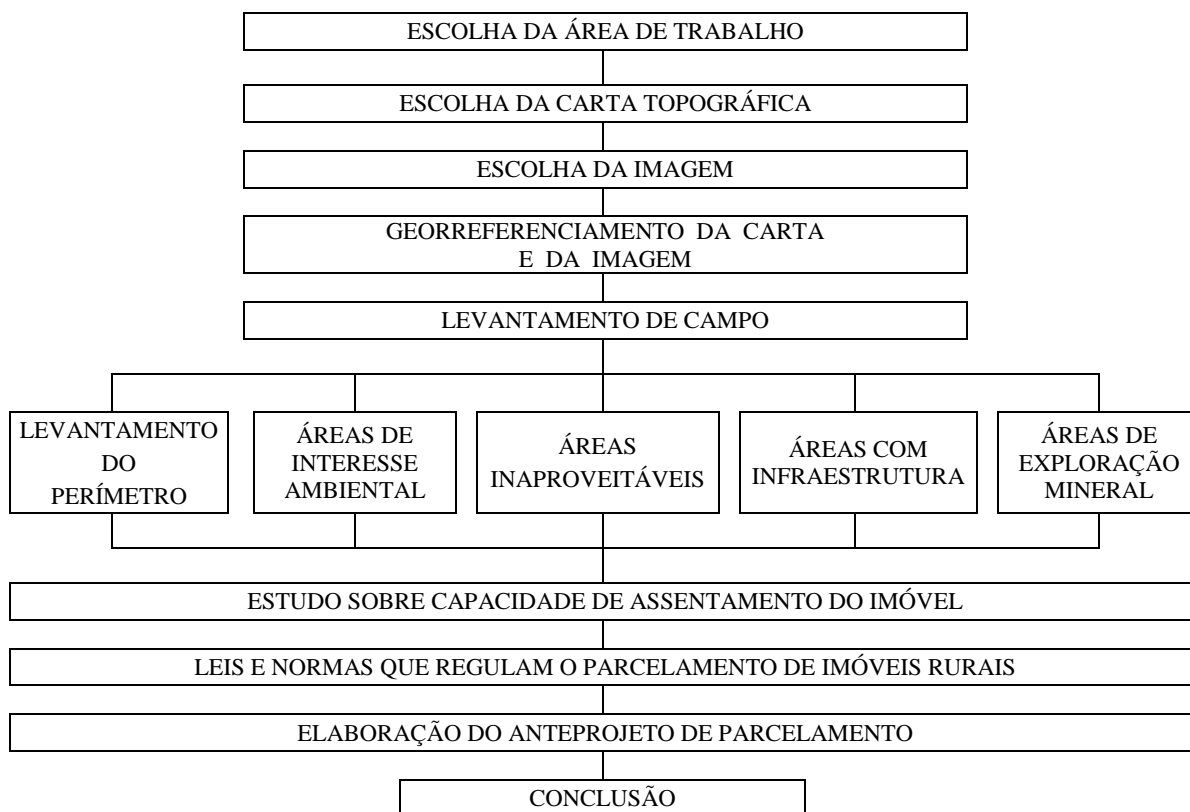 ESCOLHA DA ÁREA DE TRABALHO
ESCOLHA DA CARTA TOPOGRÁFICA
ESCOLHA DA IMAGEM
GEORREFERENCIAMENTO DA CARTA
E DA IMAGEM
LEVANTAMENTO DE CAMPO
LEVANTAMENTO
DO
PERÍMETRO
ÁREAS DE
INTERESSE
AMBIENTAL
ÁREAS
INAPROVEITÁVEIS
ÁREAS COM
INFRAESTRUTURA
ÁREAS DE
EXPLORAÇÃO
MINERAL
ESTUDO SOBRE CAPACIDADE DE ASSENTAMENTO DO IMÓVEL
LEIS E NORMAS QUE REGULAM O PARCELAMENTO DE IMÓVEIS RURAIS
ELABORAÇÃO DO ANTEPROJETO DE PARCELAMENTO
CONCLUSÃO